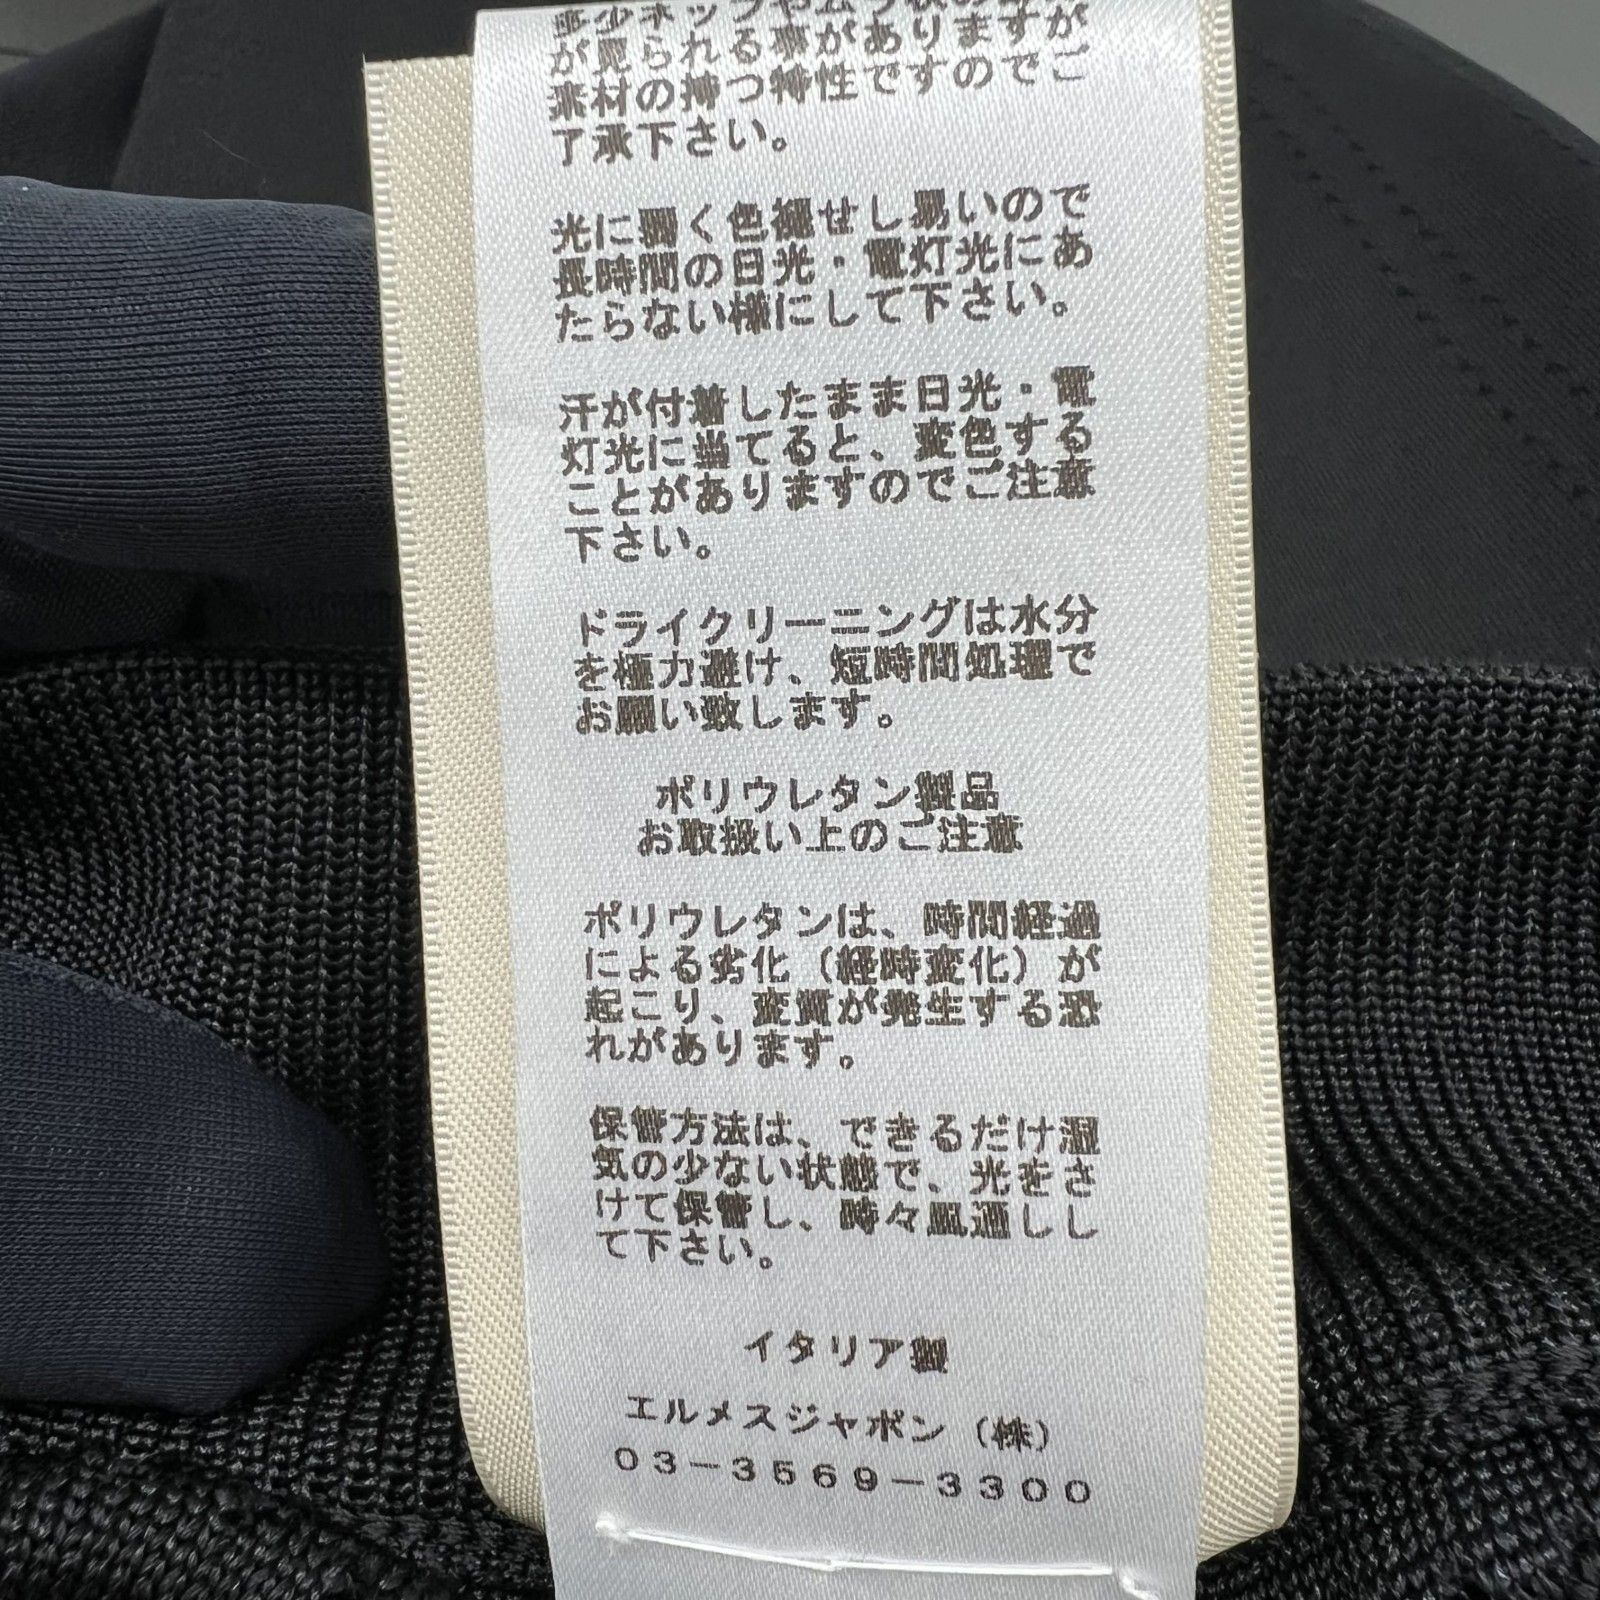 多少ネップやムラ状の
が見られる事がありますが
素材の持つ特性ですのでご
了承下さい。
光に弱く色褪せし易いので
長時間の日光・電灯光にあ
たらない様にして下さい。
汗が付着したまま日光・電
灯光に当てると、変色する
ことがありますのでご注意
下さい。
ドライクリーニングは水分
を極力避け、短時間処理で
お願い致します。
ポリウレタン製品
お取扱い上のご注意
ポリウレタンは、時間経過
による劣化（経時変化）が
起こり、変質が発生する恐
れがあります。
保管方法は、できるだけ湿
気の少ない状態で、光をさ
けて保管し、時々風通しし
て下さい。
イタリア製
エルメスジャポン（株）
03-3569-3300